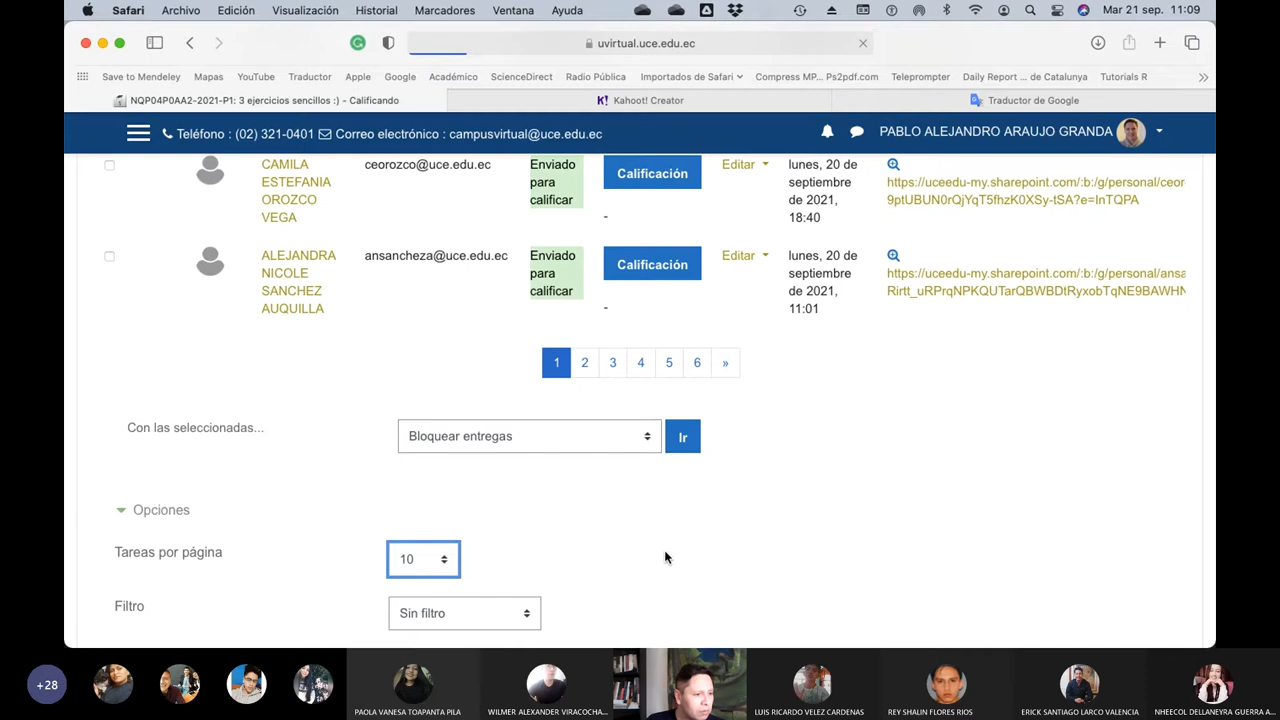 Safari Archivo Edición Visualización Historial Marcadores Ventana Ayuda Mar 21 sep. 11:09
uvirtual.uce.edu.ec
Save to Mendeley Mapas YouTube Traductor Apple Google Académico ScienceDirect Radio Pública Importados de Safari Compress MP... Ps2pdf.com Teleprompter Daily Report ... de Catalunya Tutorials R
NQP04P0AA2-2021-P1: 3 ejercicios sencillos :) - Calificando K! Kahoot! Creator Traductor de Google
Teléfono : (02) 321-0401 Correo electrónico : campusvirtual@uce.edu.ec PABLO ALEJANDRO ARAUJO GRANDA
CAMILA ceorozco@uce.edu.ec Enviado Calificación Editar lunes, 20 de
ESTEFANIA para septiembre https://uceedu-my.sharepoint.com/:b:/g/personal/ceor
OROZCO calificar de 2021, 9ptUBUN0rQjYqT5fhzK0XSy-tSA?e=InTQPA
VEGA - 18:40
ALEJANDRA ansancheza@uce.edu.ec Enviado Calificación Editar lunes, 20 de
NICOLE para septiembre https://uceedu-my.sharepoint.com/:b:/g/personal/ansa
SANCHEZ calificar de 2021, Rirtt_uRPrqNPKQUTarQBWBDtRyxobTqNE9BAWHN
AUQUILLA - 11:01
1 2 3 4 5 6 »
Con las seleccionadas... Bloquear entregas Ir
Opciones
Tareas por página 10
Filtro Sin filtro
+28
PAOLA VANESA TOAPANTA PILA WILMER ALEXANDER VIRACOCHA... LUIS RICARDO VELEZ CARDENAS REY SHALIN FLORES RIOS ERICK SANTIAGO LARCO VALENCIA NHEECOL DELLANEYRA GUERRA A...